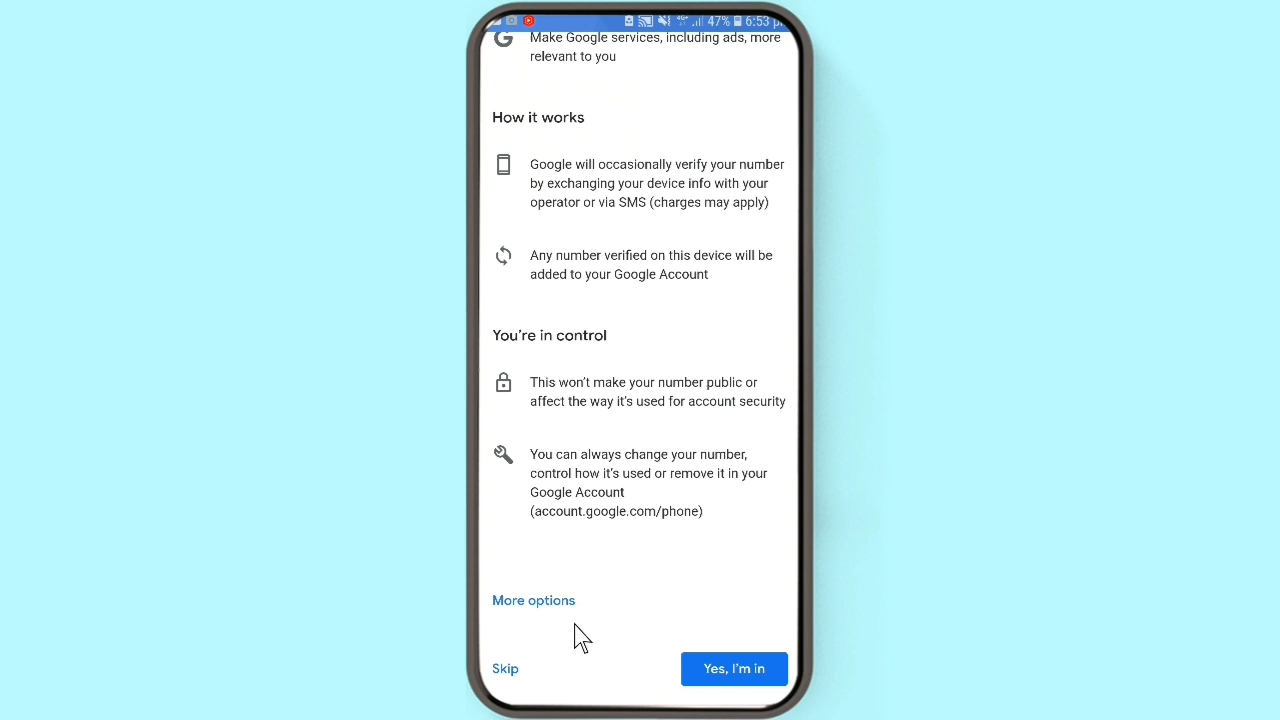 47% 6:53 p
Make Google services, including ads, more
relevant to you
How it works
Google will occasionally verify your number
by exchanging your device info with your
operator or via SMS (charges may apply)
Any number verified on this device will be
added to your Google Account
You're in control
This won't make your number public or
affect the way it's used for account security
You can always change your number,
control how it's used or remove it in your
Google Account
(account.google.com/phone)
More options
Skip
Yes, I'm in